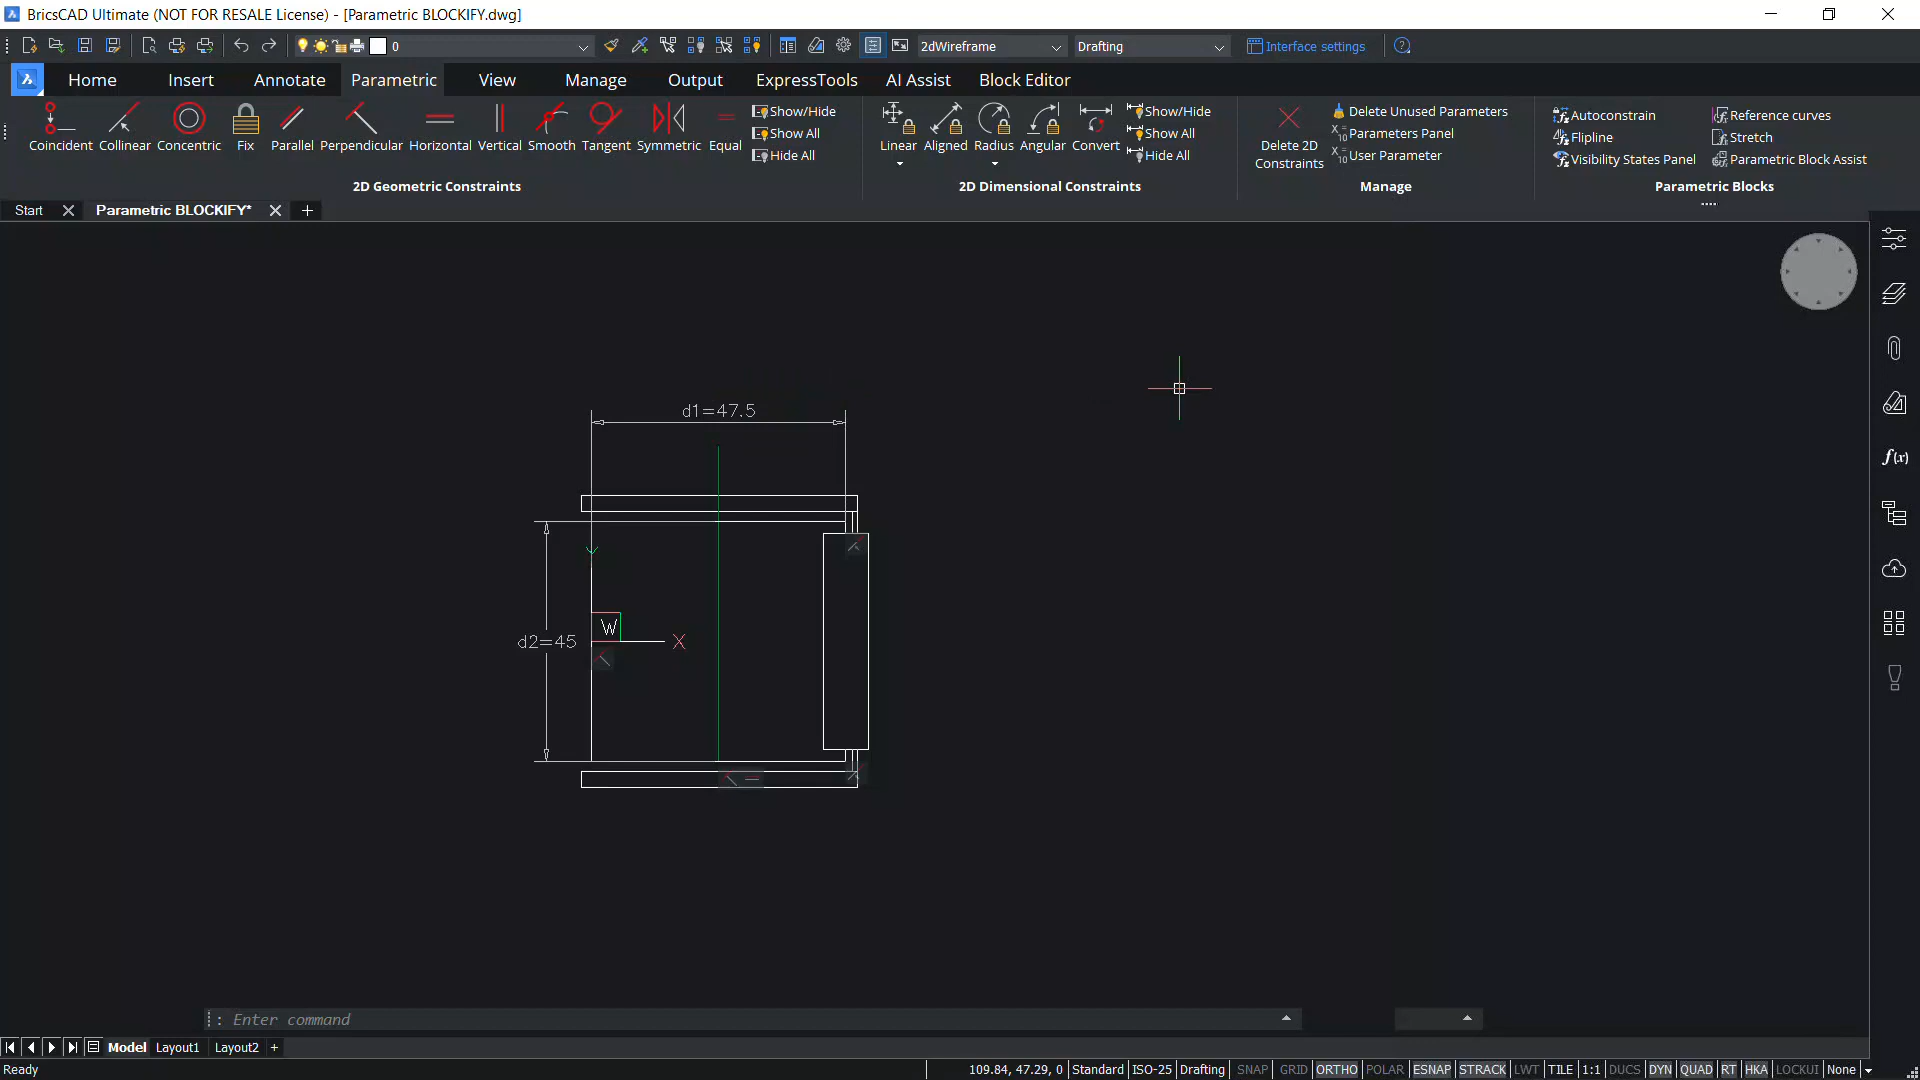 BricsCAD Ultimate (NOT FOR RESALE License) - [Parametric BLOCKIFY.dwg]
0
2dWireframe
Drafting
Interface settings
Home Insert Annotate Parametric View Manage Output ExpressTools AI Assist Block Editor
Coincident Collinear Concentric Fix Parallel Perpendicular Horizontal Vertical Smooth Tangent Symmetric Equal
Show/Hide
Show All
Hide All
2D Geometric Constraints
Linear Aligned Radius Angular Convert
Show/Hide
Show All
Hide All
2D Dimensional Constraints
Delete 2D
Constraints
Delete Unused Parameters
Parameters Panel
User Parameter
Manage
Autoconstrain
Flipline
Visibility States Panel
Reference curves
Stretch
Parametric Block Assist
Parametric Blocks
Start Parametric BLOCKIFY*
d1=47.5
W
X
d2=45
f(x)
: Enter command
Model Layout1 Layout2 +
Ready
109.84, 47.29, 0 Standard ISO-25 Drafting SNAP GRID ORTHO POLAR ESNAP STRACK LWT TILE 1:1 DUCS DYN QUAD RT HKA LOCKUI None